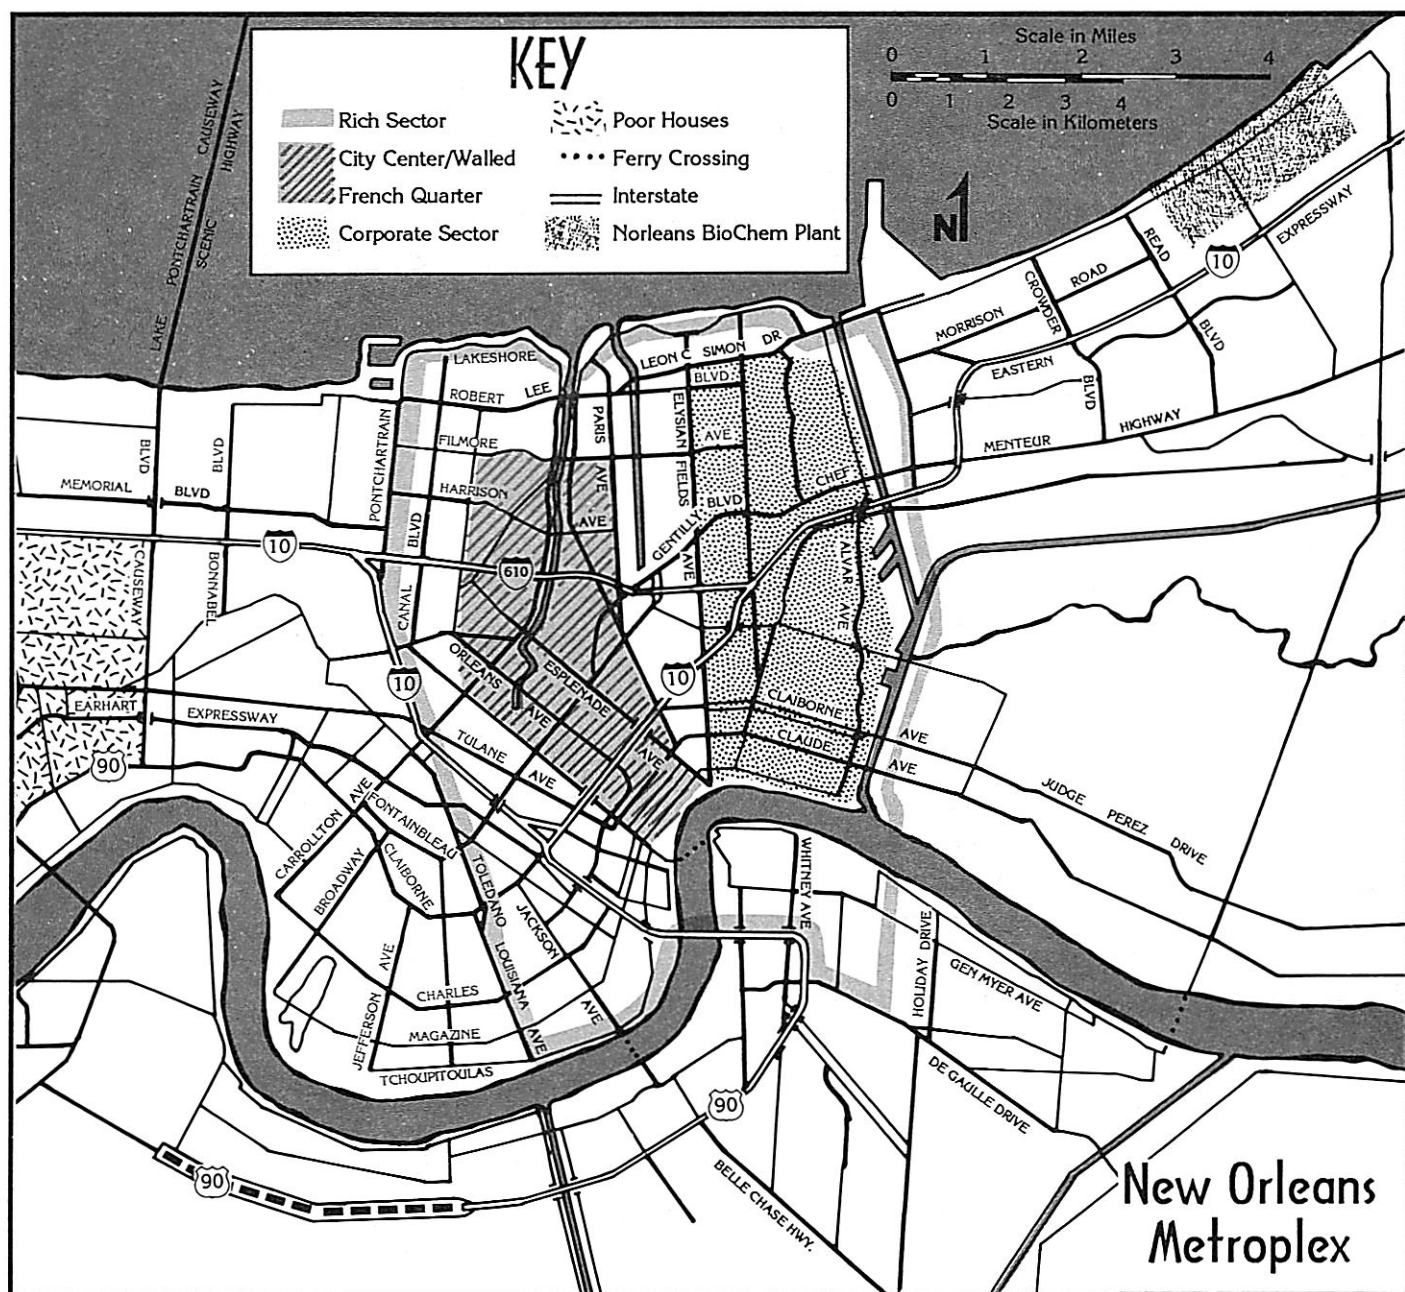 KEY
Rich Sector
City Center/Walled
French Quarter
Corporate Sector
Poor Houses
Ferry Crossing
Interstate
Norleans BioChem Plant
Scale in Miles
0 1 2 3 4
0 1 2 3 4
Scale in Kilometers
N
LAKE PONTCHARTRAIN CAUSEWAY
SCENIC HIGHWAY
LAKESHORE
ROBERT LEE
LEON C SIMON DR
BLVD
PARIS AVE
ELYSIAN FIELDS AVE
FILMORE AVE
HARRISON AVE
PONTCHARTRAIN
CANAL BLVD
MEMORIAL BLVD
CAUSEWAY BLVD
BONNABEL BLVD
10
610
10
10
10
GENTILLY BLVD
CHEF MENTEUR HIGHWAY
ALVAR AVE
MORRISON ROAD
CROWDER BLVD
READ BLVD
EASTERN EXPRESSWAY
ORLEANS AVE
ESPLENADE AVE
TULANE AVE
CLAIBORNE AVE
CLAUDE AVE
JUDGE PEREZ DRIVE
EARHART EXPRESSWAY
90
CARROLLTON AVE
FONTAINBLEAU
BROADWAY
CLAIBORNE
TOLEDANO
LOUISIANA AVE
JACKSON AVE
JEFFERSON AVE
CHARLES
MAGAZINE
TCHOUPITOULAS
WHITNEY AVE
HOLIDAY DRIVE
GEN MYER AVE
DE GAULLE DRIVE
90
90
BELLE CHASE HWY.
New Orleans
Metroplex